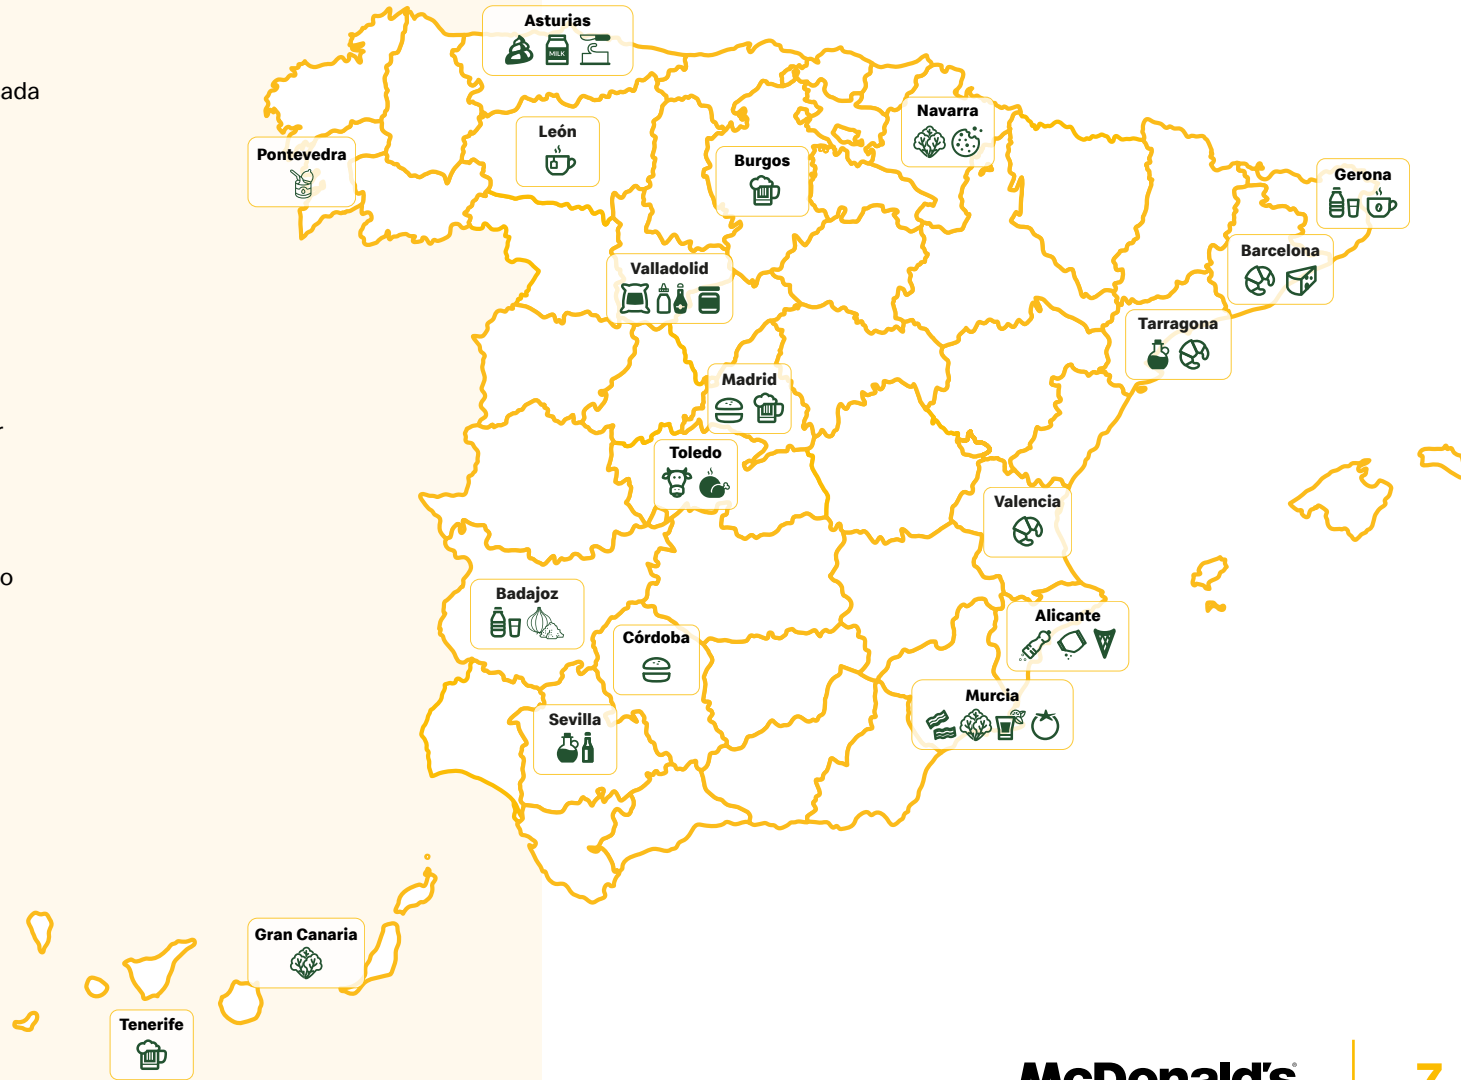 ada
r
o
Asturias
MILK
León
Pontevedra
Burgos
Navarra
Gerona
Barcelona
Valladolid
Tarragona
Madrid
Toledo
Valencia
Badajoz
Alicante
Córdoba
Murcia
Sevilla
Gran Canaria
Tenerife
McDonald's
7